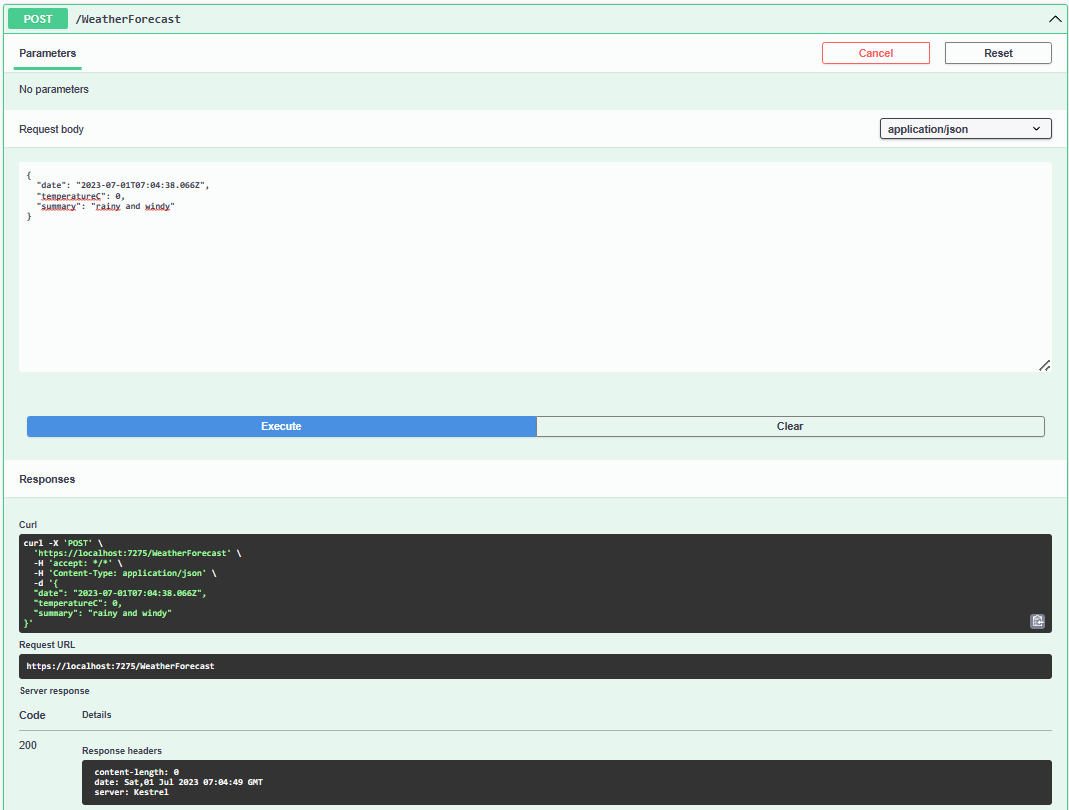 POST /WeatherForecast
Parameters Cancel Reset
No parameters
Request body application/json
{
  "date": "2023-07-01T07:04:38.066Z",
  "temperatureC": 0,
  "summary": "rainy and windy"
}
Execute Clear
Responses
Curl
curl -X 'POST' \
  'https://localhost:7275/WeatherForecast' \
  -H 'accept: */*' \
  -H 'Content-Type: application/json' \
  -d '{
  "date": "2023-07-01T07:04:38.066Z",
  "temperatureC": 0,
  "summary": "rainy and windy"
}'
Request URL
https://localhost:7275/WeatherForecast
Server response
Code Details
200
Response headers
content-length: 0
date: Sat,01 Jul 2023 07:04:49 GMT
server: Kestrel